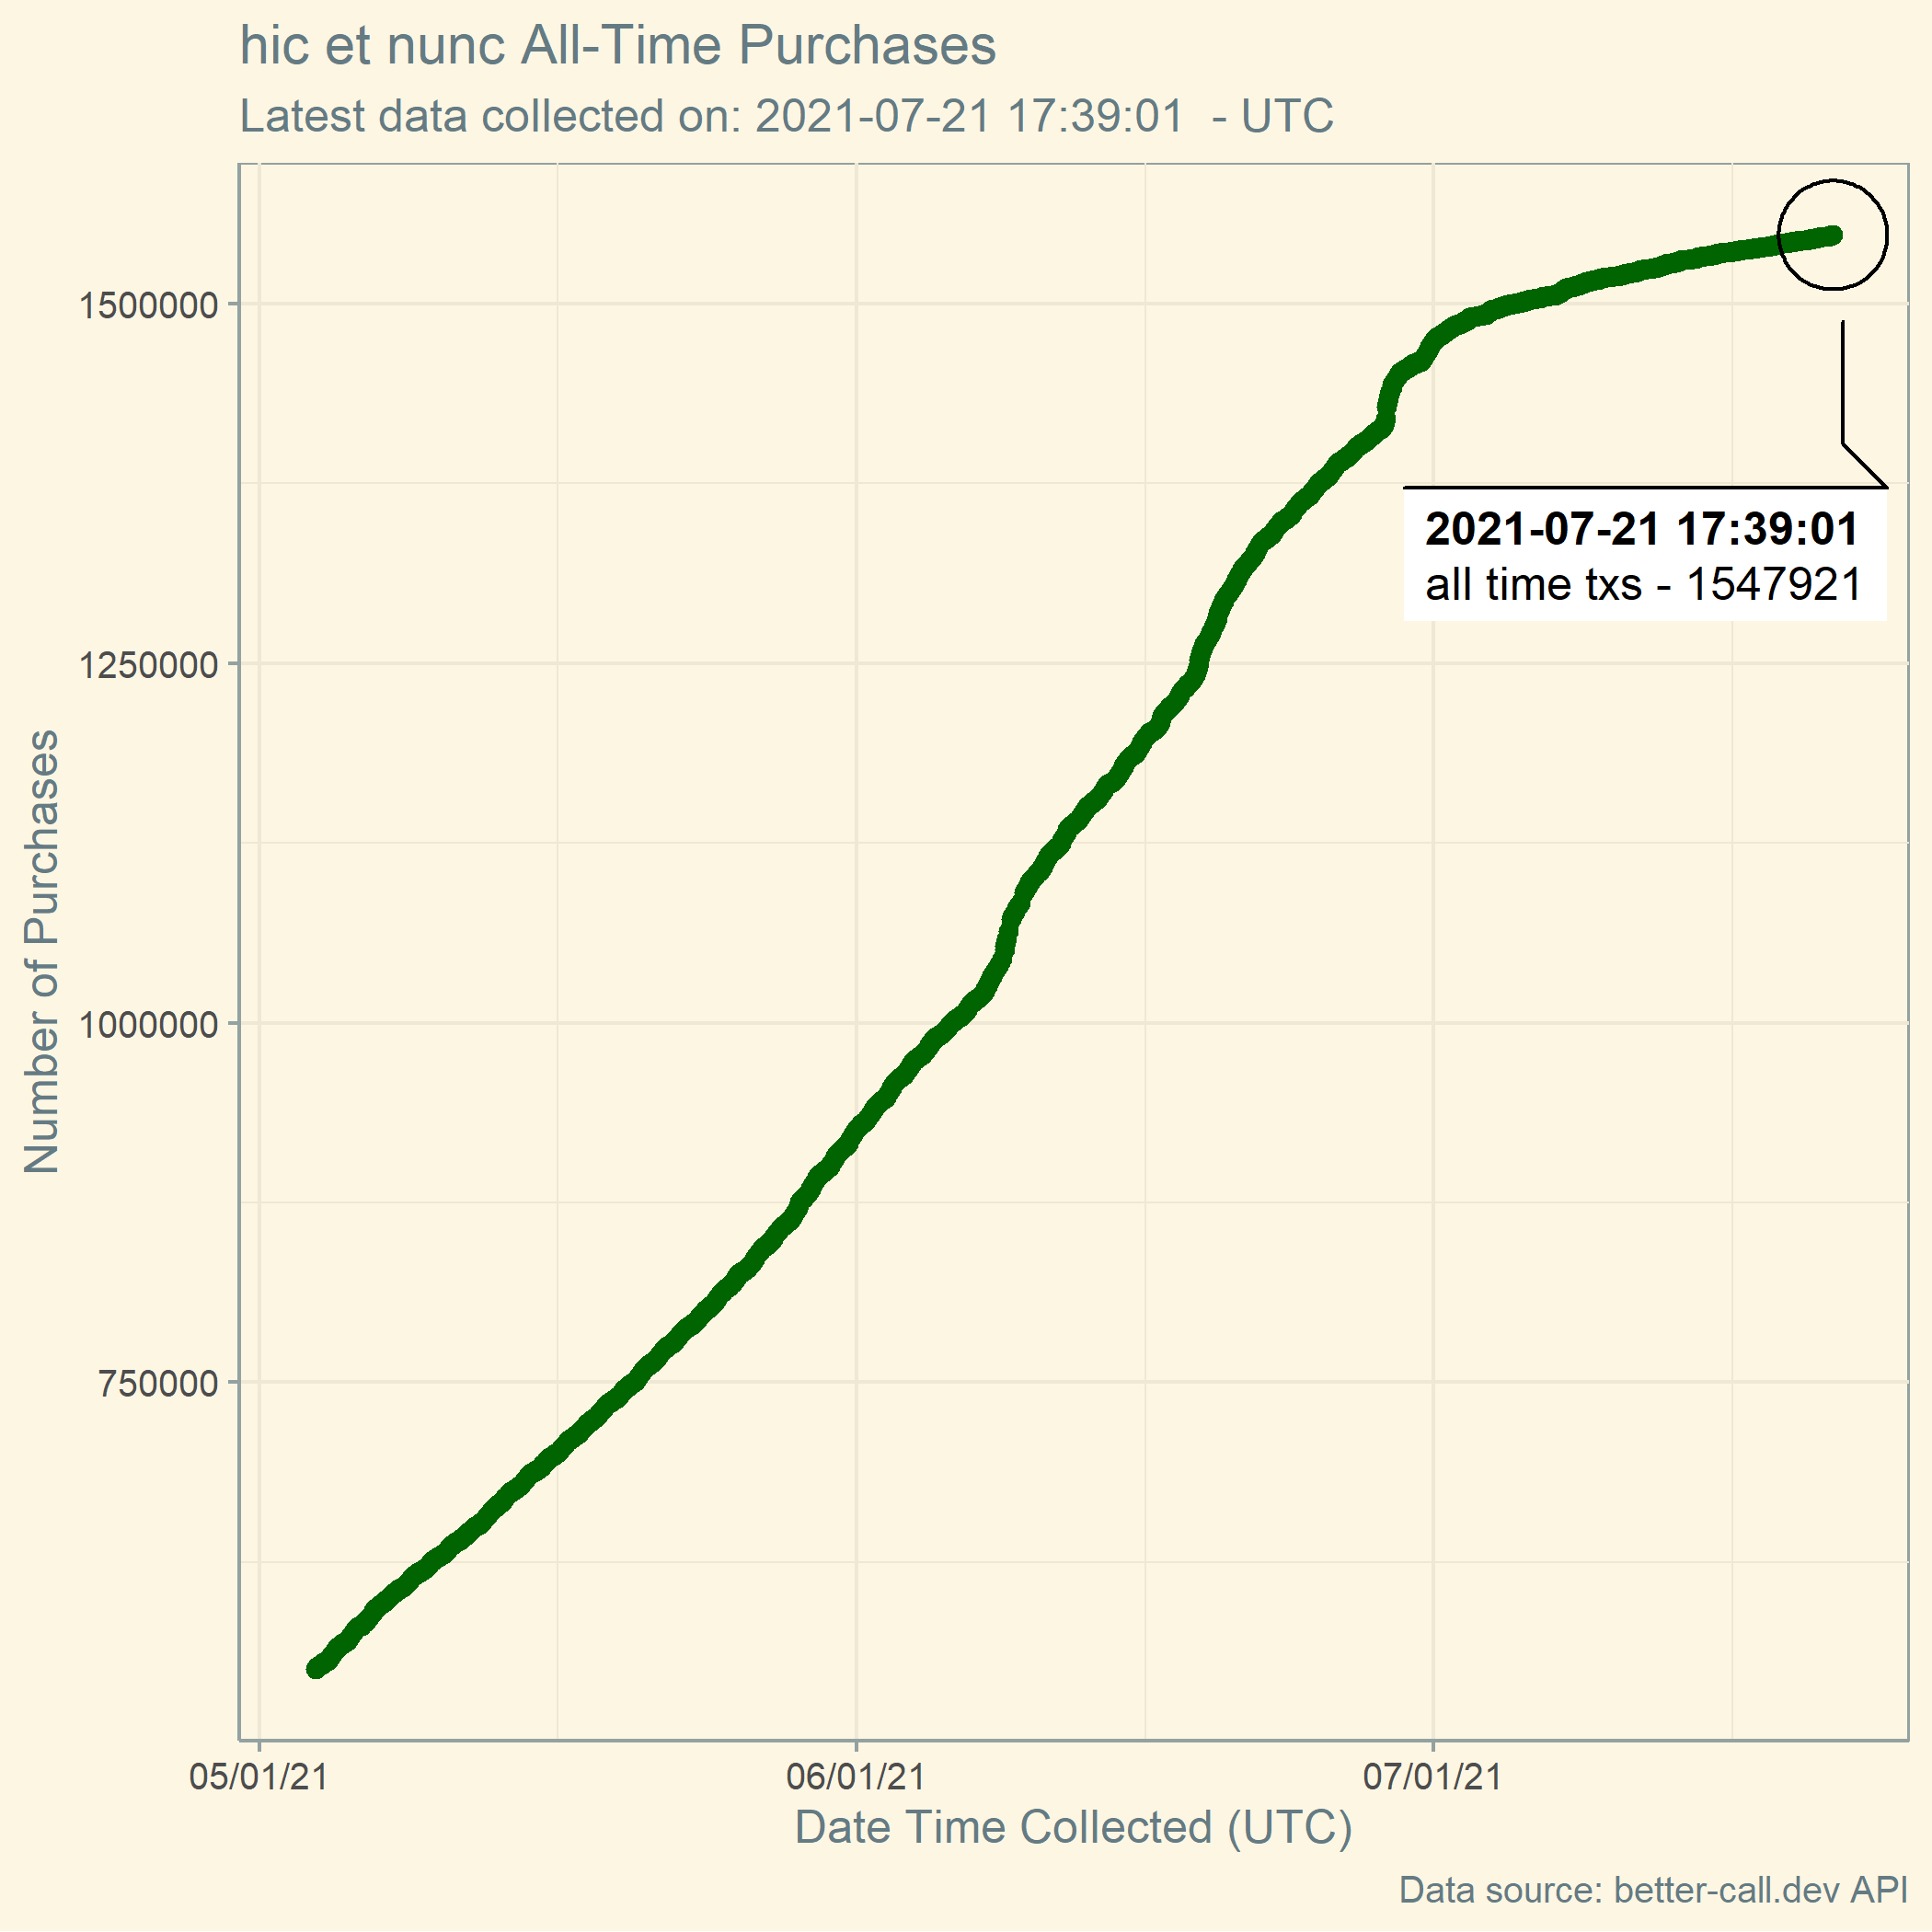 hic et nunc All-Time Purchases
Latest data collected on: 2021-07-21 17:39:01  - UTC
Number of Purchases
1500000
1250000
1000000
750000
2021-07-21 17:39:01
all time txs - 1547921
05/01/21
06/01/21
07/01/21
Date Time Collected (UTC)
Data source: better-call.dev API